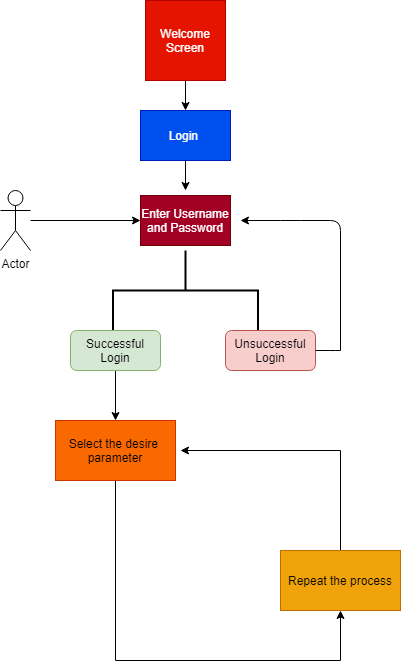 Welcome
Screen
Login
Enter Username
and Password
Actor
Successful
Login
Unsuccessful
Login
Select the desire
parameter
Repeat the process